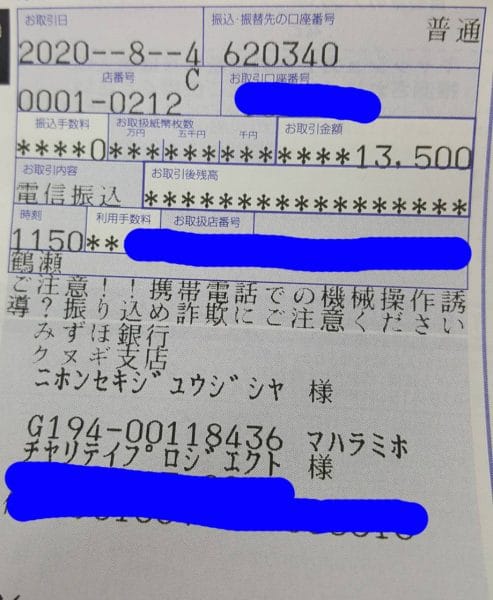 お取引日 振込・振替先の口座番号
2020--8--4 620340 普通
店番号 お取引口座番号
0001-0212 C
振込手数料 お取扱紙幣枚数 お取引金額
万円 五千円 千円
****0 *** *** *** ****13,500
お取引内容 お取引後残高
電信振込 *****************
時刻 利用手数料 お取扱店番号
1150 **
鶴瀬
ご注意!!携帯電話での機械操作誘
導?振り込め詐欺にご注意ください
みずほ銀行
クヌギ支店
ニホンセキジユウジシヤ 様
G194-00118436 マハラミホ
チヤリテイプロジエクト 様